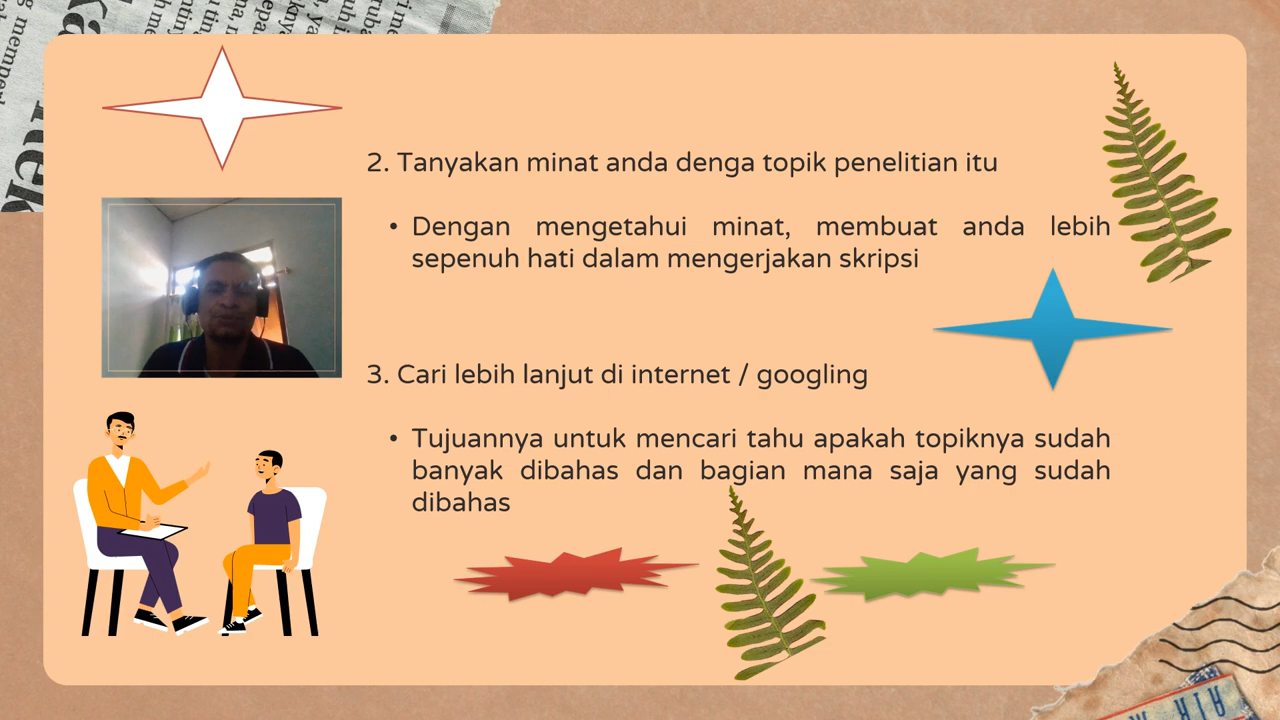 2. Tanyakan minat anda denga topik penelitian itu
• Dengan mengetahui minat, membuat anda lebih
sepenuh hati dalam mengerjakan skripsi
3. Cari lebih lanjut di internet / googling
• Tujuannya untuk mencari tahu apakah topiknya sudah
banyak dibahas dan bagian mana saja yang sudah
dibahas